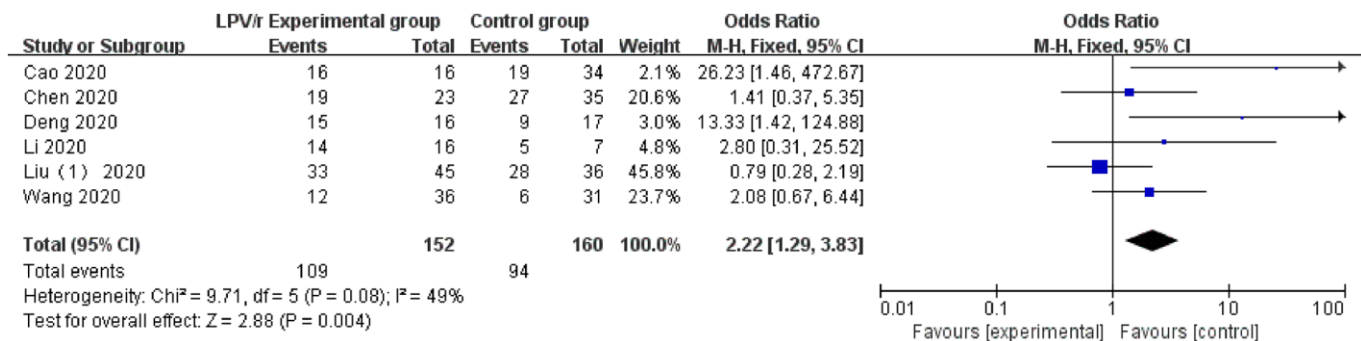 LPV/r Experimental group Control group Odds Ratio Odds Ratio
Study or Subgroup Events Total Events Total Weight M-H, Fixed, 95% CI M-H, Fixed, 95% CI
Cao 2020 16 16 19 34 2.1% 26.23 [1.46, 472.67]
Chen 2020 19 23 27 35 20.6% 1.41 [0.37, 5.35]
Deng 2020 15 16 9 17 3.0% 13.33 [1.42, 124.88]
Li 2020 14 16 5 7 4.8% 2.80 [0.31, 25.52]
Liu（1）2020 33 45 28 36 45.8% 0.79 [0.28, 2.19]
Wang 2020 12 36 6 31 23.7% 2.08 [0.67, 6.44]
Total (95% CI) 152 160 100.0% 2.22 [1.29, 3.83]
Total events 109 94
Heterogeneity: Chi² = 9.71, df = 5 (P = 0.08); I² = 49%
Test for overall effect: Z = 2.88 (P = 0.004)
0.01 0.1 1 10 100
Favours [experimental] Favours [control]